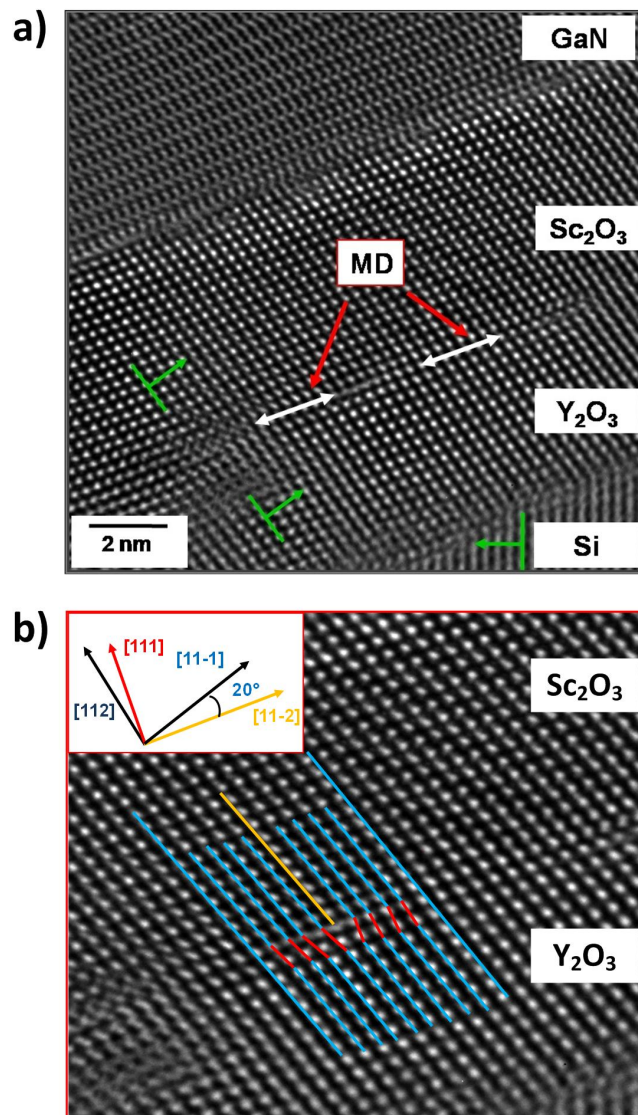 a)
GaN
Sc₂O₃
MD
Y₂O₃
2 nm
Si
b)
[111]
[11-1]
20°
[112]
[11-2]
Sc₂O₃
Y₂O₃